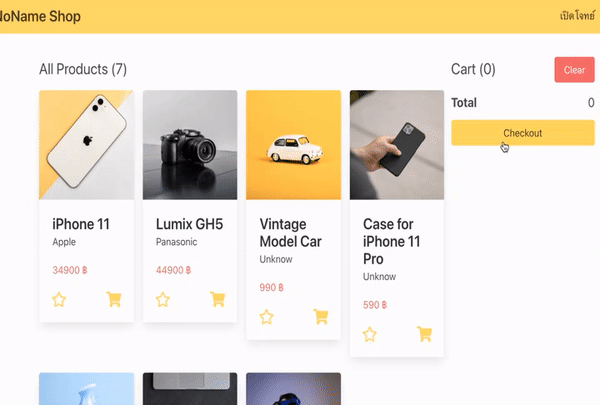 NoName Shop
เปิดโจทย์
All Products (7)
Cart (0)
Clear
Total
0
Checkout
iPhone 11
Apple
34900 ฿
Lumix GH5
Panasonic
44900 ฿
Vintage
Model Car
Unknow
990 ฿
Case for
iPhone 11
Pro
Unknow
590 ฿